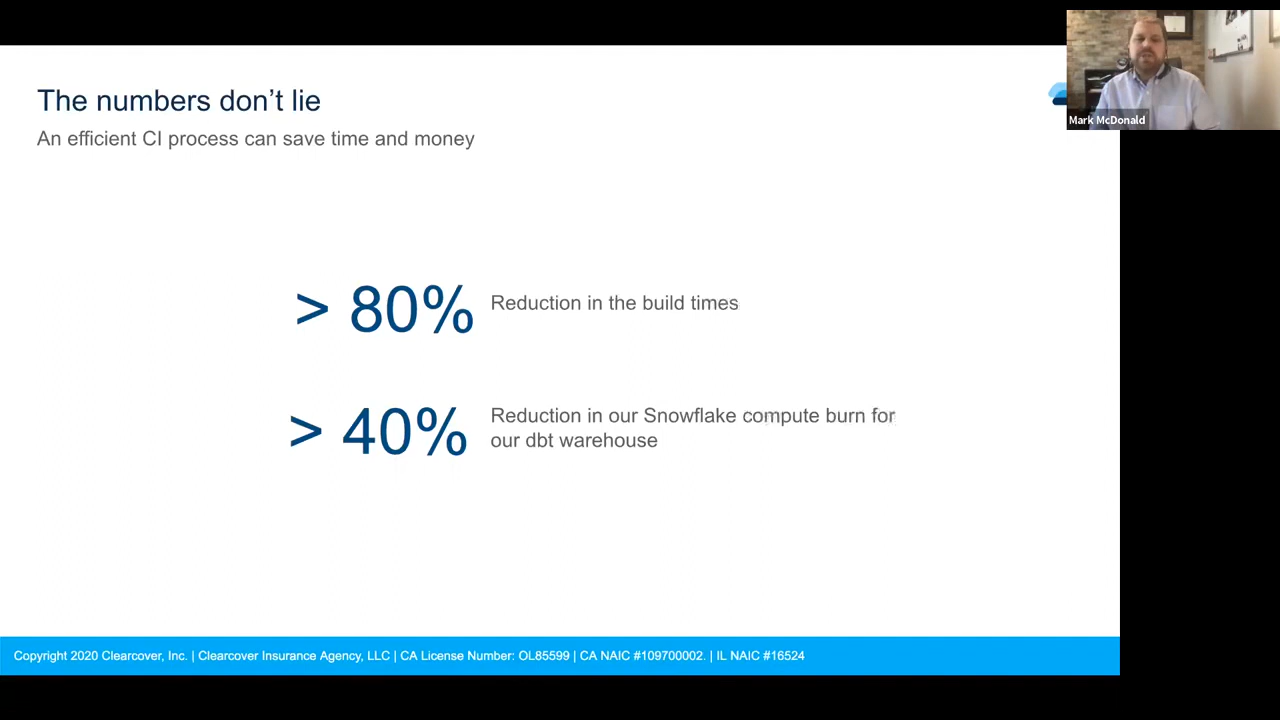 The numbers don’t lie
An efficient CI process can save time and money
> 80%
Reduction in the build times
> 40%
Reduction in our Snowflake compute burn for
our dbt warehouse
Mark McDonald
Copyright 2020 Clearcover, Inc. | Clearcover Insurance Agency, LLC | CA License Number: OL85599 | CA NAIC #109700002. | IL NAIC #16524